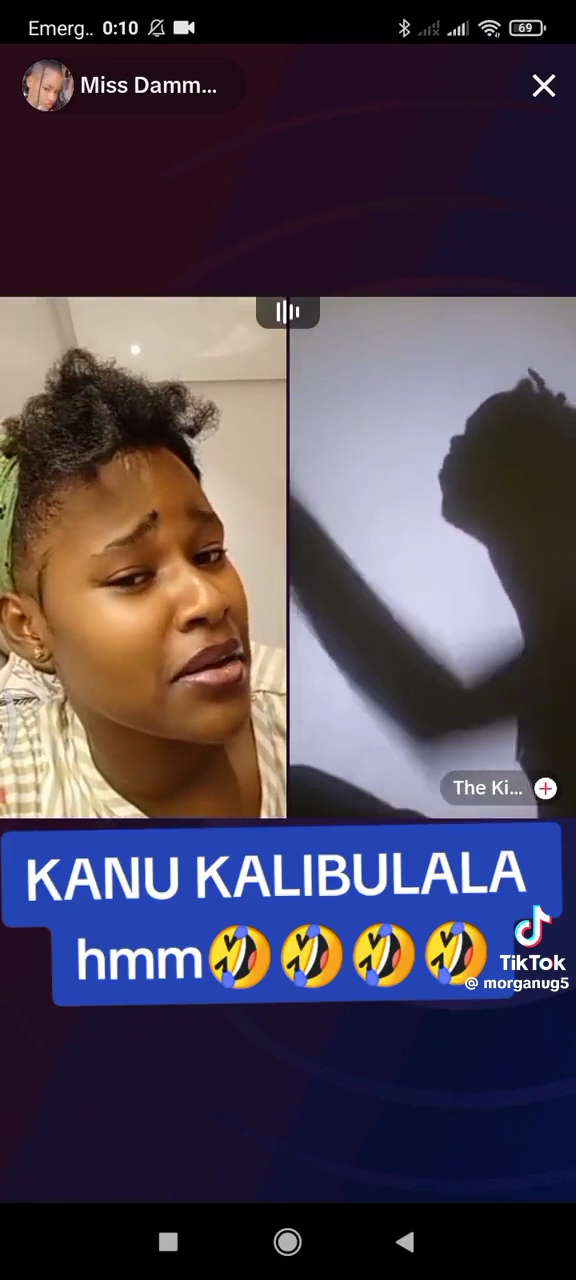 Emerg.. 0:10 69
Miss Damm...
The Ki...
KANU KALIBULALA
hmm🤣🤣🤣🤣
TikTok
@ morganug5